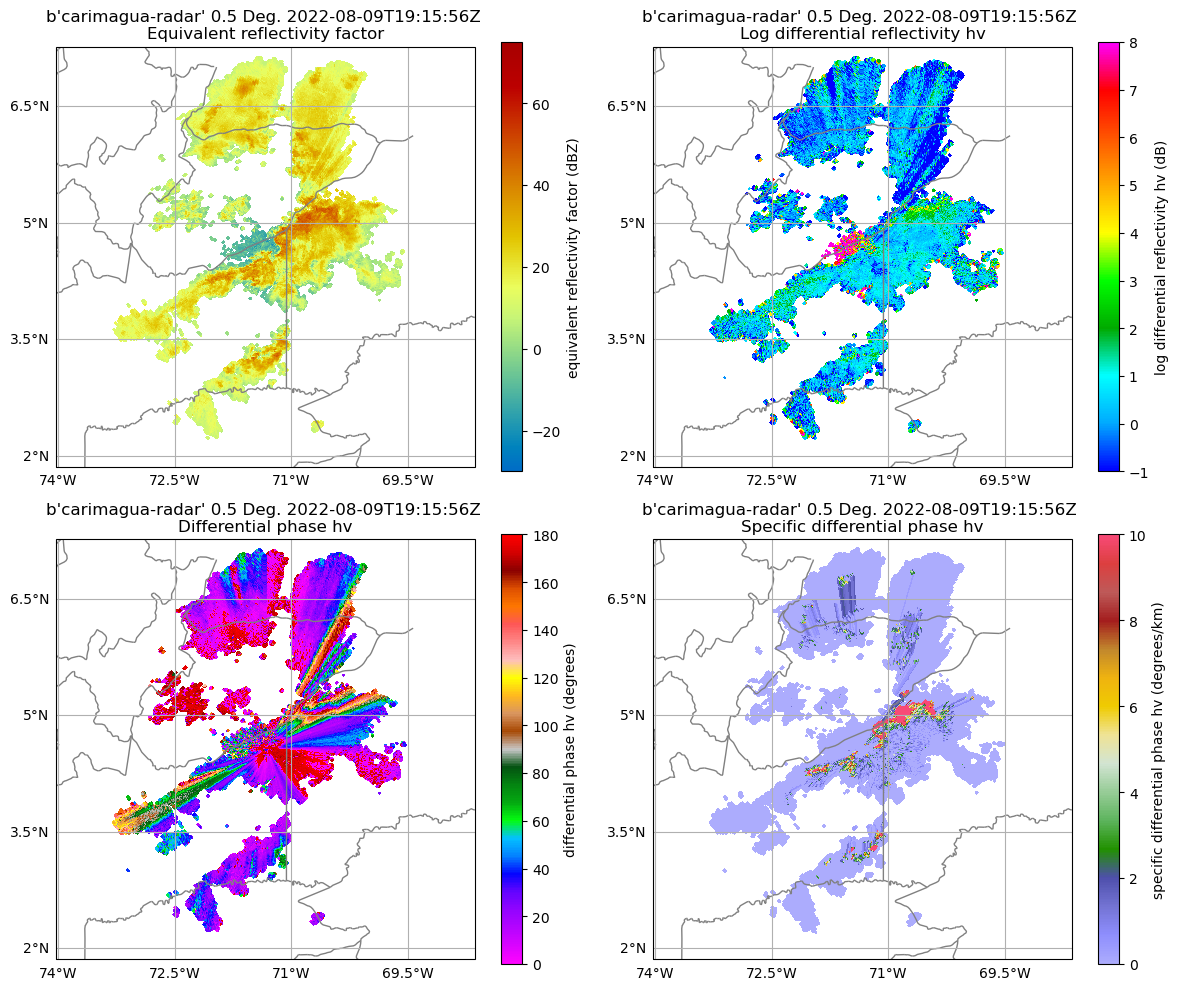 b'carimagua-radar' 0.5 Deg. 2022-08-09T19:15:56Z
Equivalent reflectivity factor
6.5°N
5°N
3.5°N
2°N
74°W
72.5°W
71°W
69.5°W
60
40
20
0
−20
equivalent reflectivity factor (dBZ)
b'carimagua-radar' 0.5 Deg. 2022-08-09T19:15:56Z
Log differential reflectivity hv
6.5°N
5°N
3.5°N
2°N
74°W
72.5°W
71°W
69.5°W
8
7
6
5
4
3
2
1
0
−1
log differential reflectivity hv (dB)
b'carimagua-radar' 0.5 Deg. 2022-08-09T19:15:56Z
Differential phase hv
6.5°N
5°N
3.5°N
2°N
74°W
72.5°W
71°W
69.5°W
180
160
140
120
100
80
60
40
20
0
differential phase hv (degrees)
b'carimagua-radar' 0.5 Deg. 2022-08-09T19:15:56Z
Specific differential phase hv
6.5°N
5°N
3.5°N
2°N
74°W
72.5°W
71°W
69.5°W
10
8
6
4
2
0
specific differential phase hv (degrees/km)